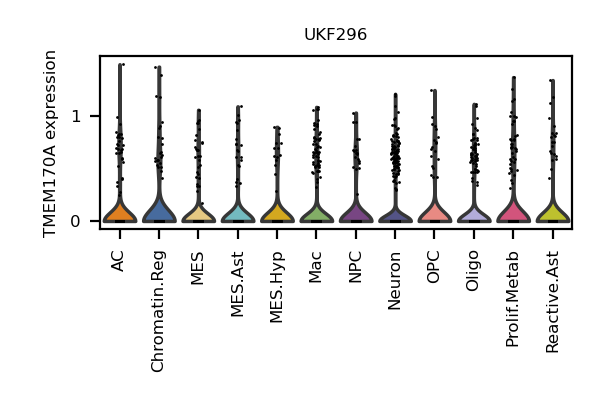 UKF296
TMEM170A expression
1
0
AC
Chromatin.Reg
MES
MES.Ast
MES.Hyp
Mac
NPC
Neuron
OPC
Oligo
Prolif.Metab
Reactive.Ast